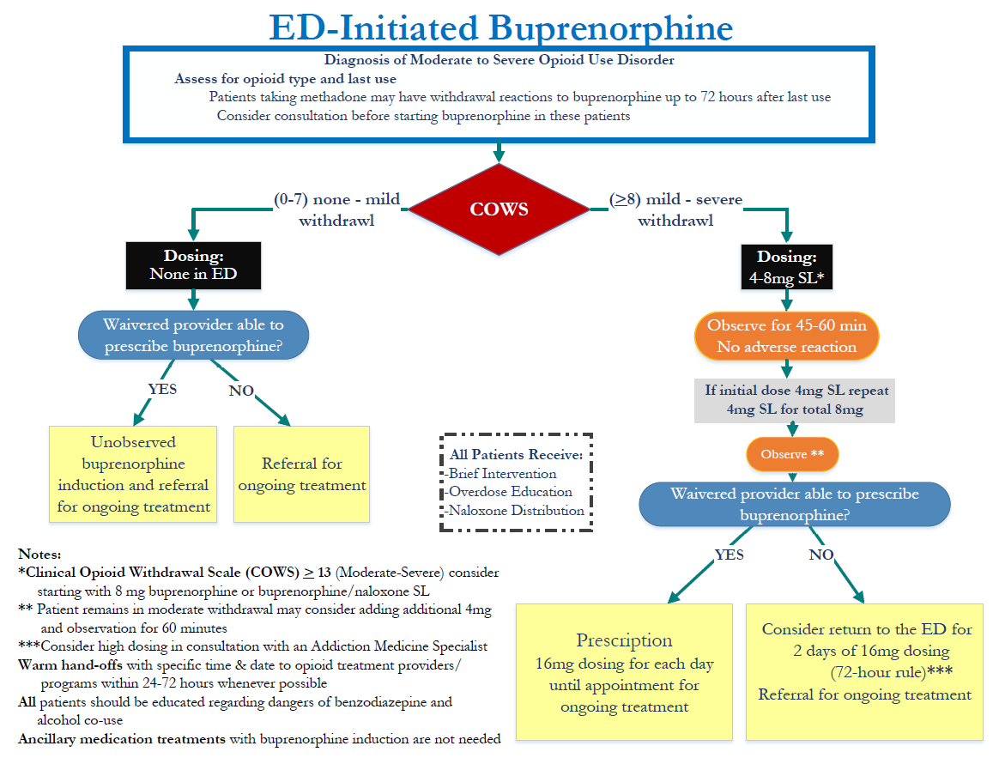 ED-Initiated Buprenorphine
Diagnosis of Moderate to Severe Opioid Use Disorder
Assess for opioid type and last use
Patients taking methadone may have withdrawal reactions to buprenorphine up to 72 hours after last use
Consider consultation before starting buprenorphine in these patients
COWS
(0-7) none - mild
withdrawl
(≥8) mild - severe
withdrawl
Dosing:
None in ED
Waivered provider able to
prescribe buprenorphine?
YES
NO
Unobserved
buprenorphine
induction and referral
for ongoing treatment
Referral for
ongoing treatment
Dosing:
4-8mg SL*
Observe for 45-60 min
No adverse reaction
If initial dose 4mg SL repeat
4mg SL for total 8mg
Observe **
Waivered provider able to prescribe
buprenorphine?
YES
NO
Prescription
16mg dosing for each day
until appointment for
ongoing treatment
Consider return to the ED for
2 days of 16mg dosing
(72-hour rule)***
Referral for ongoing treatment
All Patients Receive:
-Brief Intervention
-Overdose Education
-Naloxone Distribution
Notes:
*Clinical Opioid Withdrawal Scale (COWS) ≥ 13 (Moderate-Severe) consider
starting with 8 mg buprenorphine or buprenorphine/naloxone SL
** Patient remains in moderate withdrawal may consider adding additional 4mg
and observation for 60 minutes
***Consider high dosing in consultation with an Addiction Medicine Specialist
Warm hand-offs with specific time & date to opioid treatment providers/
programs within 24-72 hours whenever possible
All patients should be educated regarding dangers of benzodiazepine and
alcohol co-use
Ancillary medication treatments with buprenorphine induction are not needed